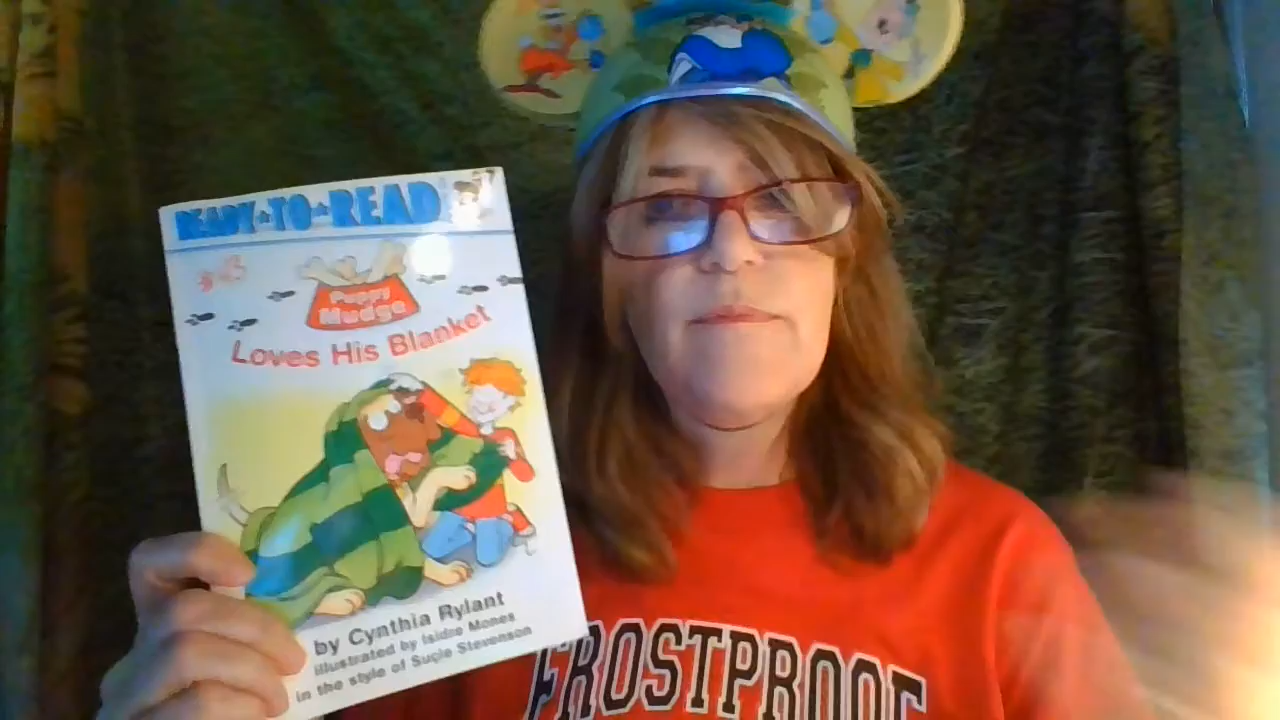 READY-TO-READ
Puppy
Mudge
Loves His Blanket
by Cynthia Rylant
illustrated by Isidre Mones
in the style of Suçie Stevenson
FROSTPROOF